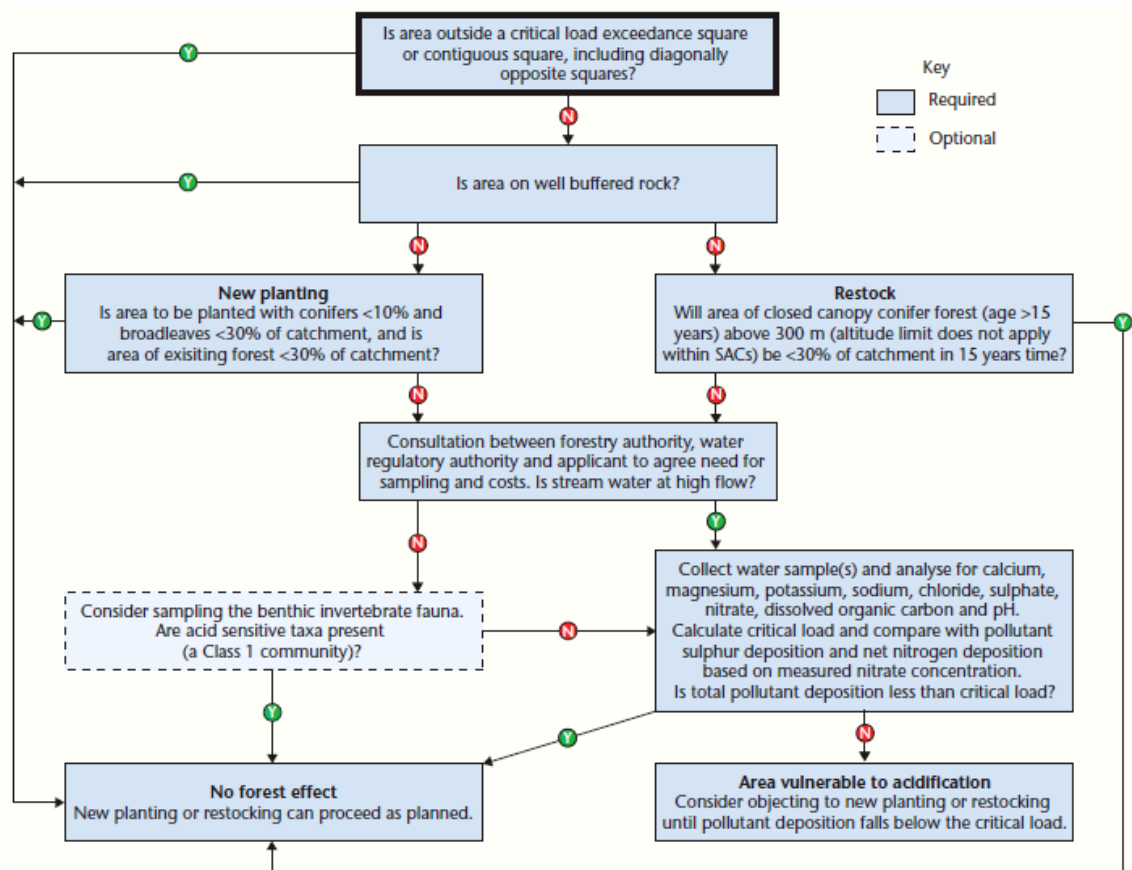 Is area outside a critical load exceedance square
or contiguous square, including diagonally
opposite squares?
Key
Required
Optional
Y
N
Is area on well buffered rock?
Y
N
N
New planting
Is area to be planted with conifers <10% and
broadleaves <30% of catchment, and is
area of exisiting forest <30% of catchment?
Y
Restock
Will area of closed canopy conifer forest (age >15
years) above 300 m (altitude limit does not apply
within SACs) be <30% of catchment in 15 years time?
Y
N
N
Consultation between forestry authority, water
regulatory authority and applicant to agree need for
sampling and costs. Is stream water at high flow?
N
Y
Consider sampling the benthic invertebrate fauna.
Are acid sensitive taxa present
(a Class 1 community)?
N
Collect water sample(s) and analyse for calcium,
magnesium, potassium, sodium, chloride, sulphate,
nitrate, dissolved organic carbon and pH.
Calculate critical load and compare with pollutant
sulphur deposition and net nitrogen deposition
based on measured nitrate concentration.
Is total pollutant deposition less than critical load?
Y
Y
N
No forest effect
New planting or restocking can proceed as planned.
Area vulnerable to acidification
Consider objecting to new planting or restocking
until pollutant deposition falls below the critical load.